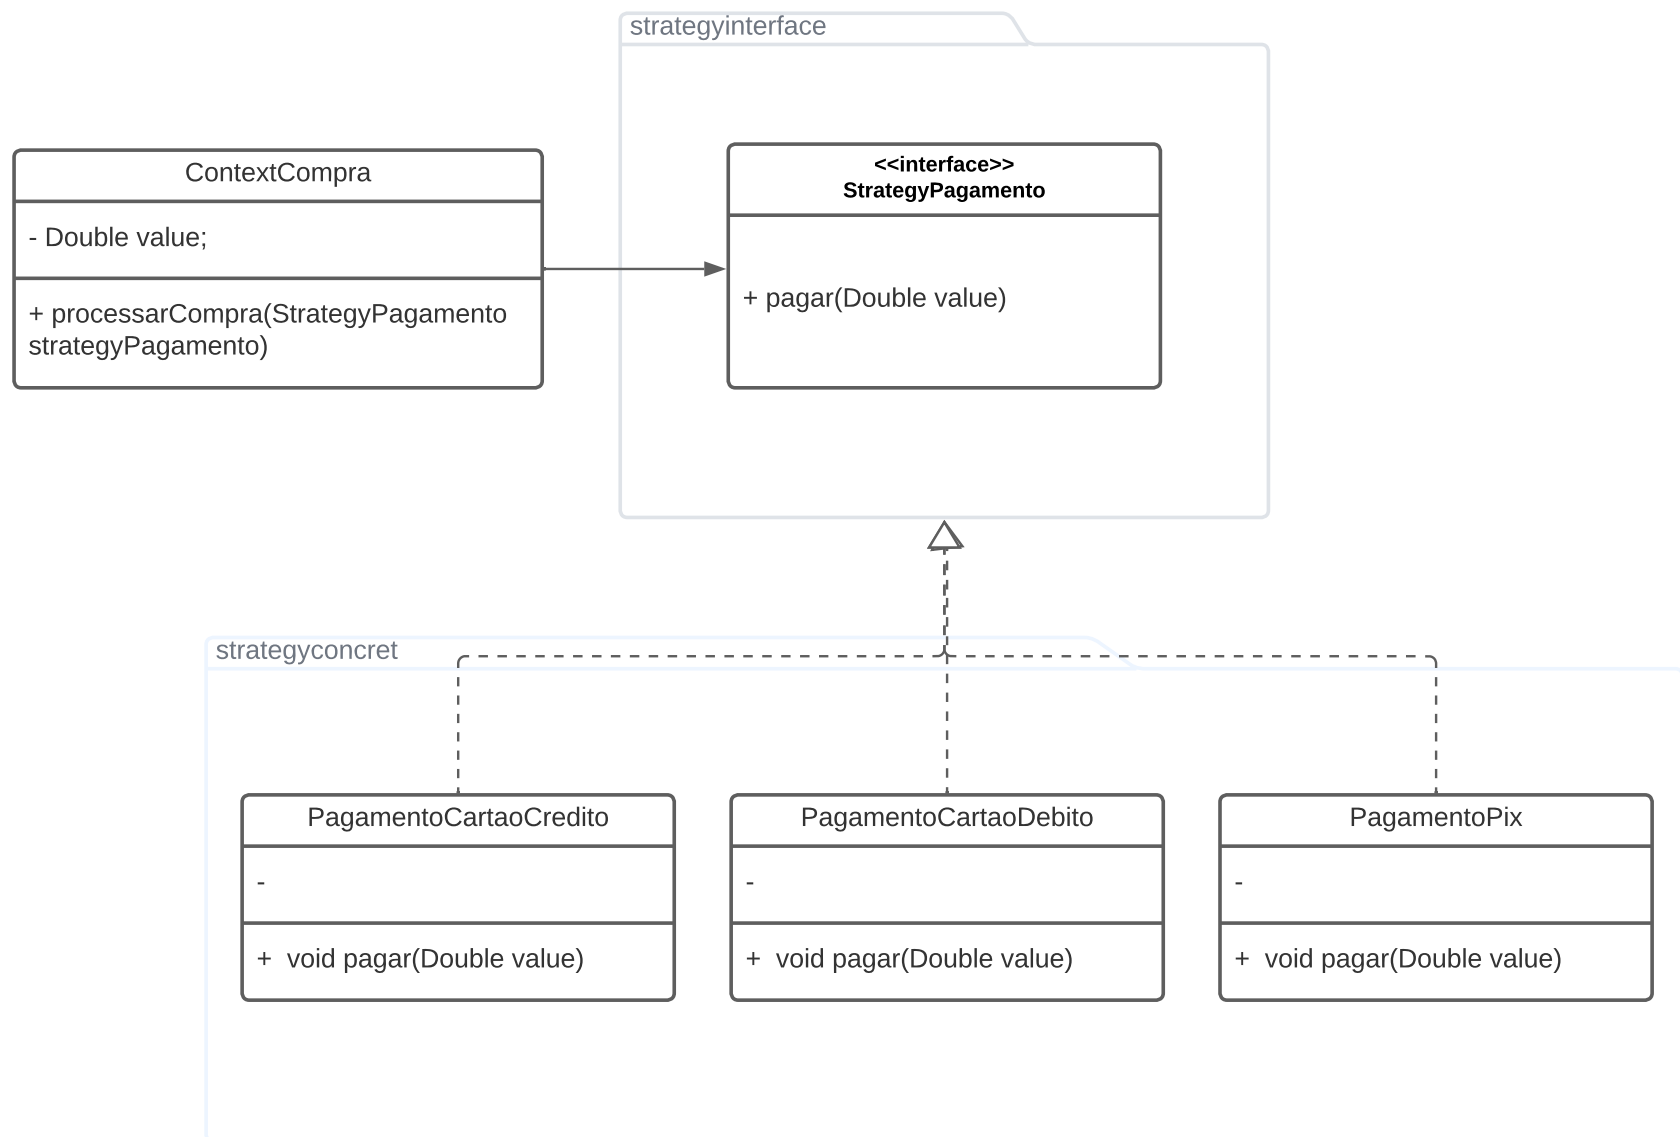 strategyinterface
ContextCompra
- Double value;
+ processarCompra(StrategyPagamento
strategyPagamento)
<<interface>>
StrategyPagamento
+ pagar(Double value)
strategyconcret
PagamentoCartaoCredito
-
+  void pagar(Double value)
PagamentoCartaoDebito
-
+  void pagar(Double value)
PagamentoPix
-
+  void pagar(Double value)